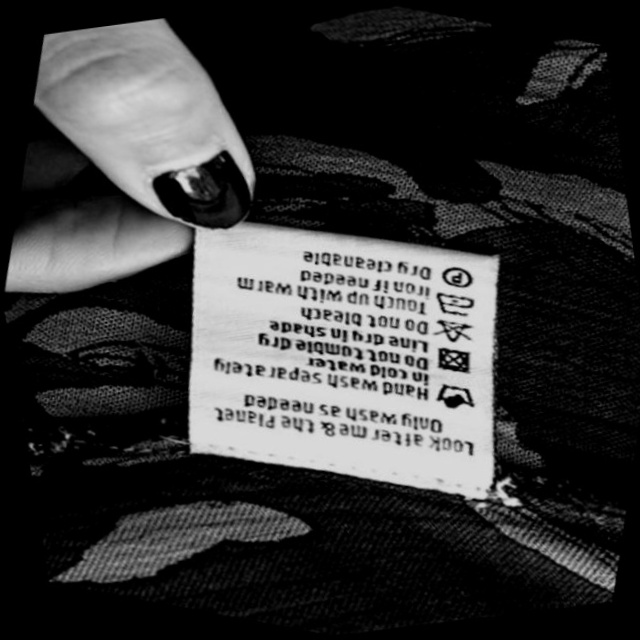 Look after me& the Planet
Only wash as needed
Hand wash separately
in cold water
Do not tomble dry
Line dry in shade
Do not bleach
Touch up with warm
iron if needed
Dry cleanable
P